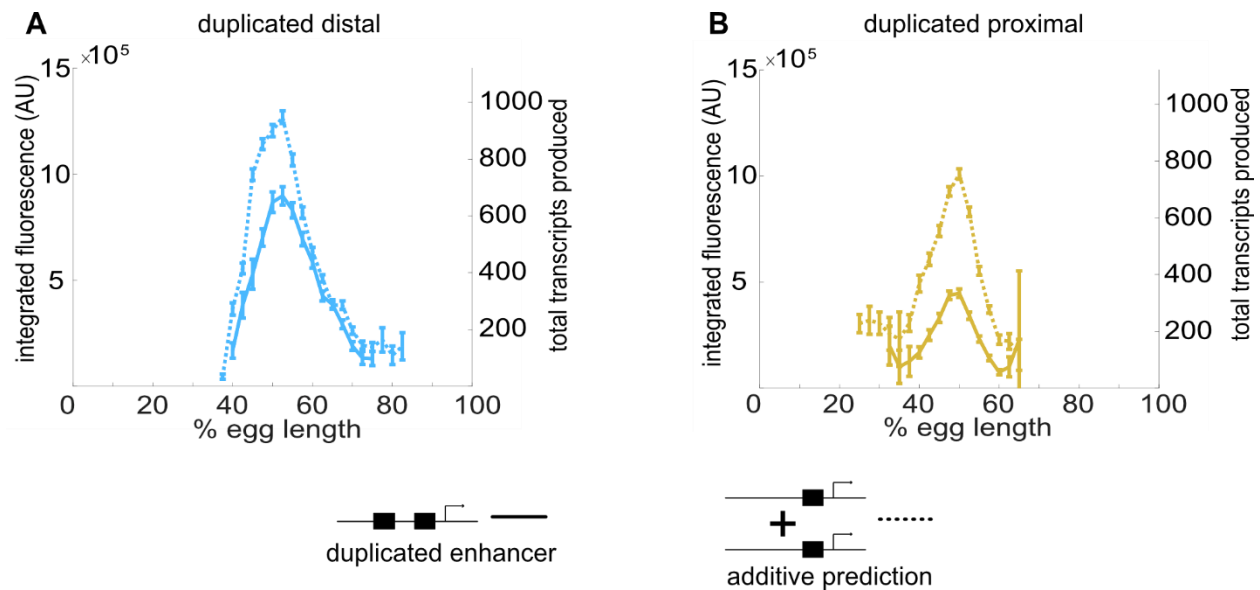 A
duplicated distal
15 ×10⁵
10
5
integrated fluorescence (AU)
1000
800
600
400
200
total transcripts produced
0 20 40 60 80 100
% egg length
B
duplicated proximal
15 ×10⁵
10
5
integrated fluorescence (AU)
1000
800
600
400
200
total transcripts produced
0 20 40 60 80 100
% egg length
duplicated enhancer
+
additive prediction